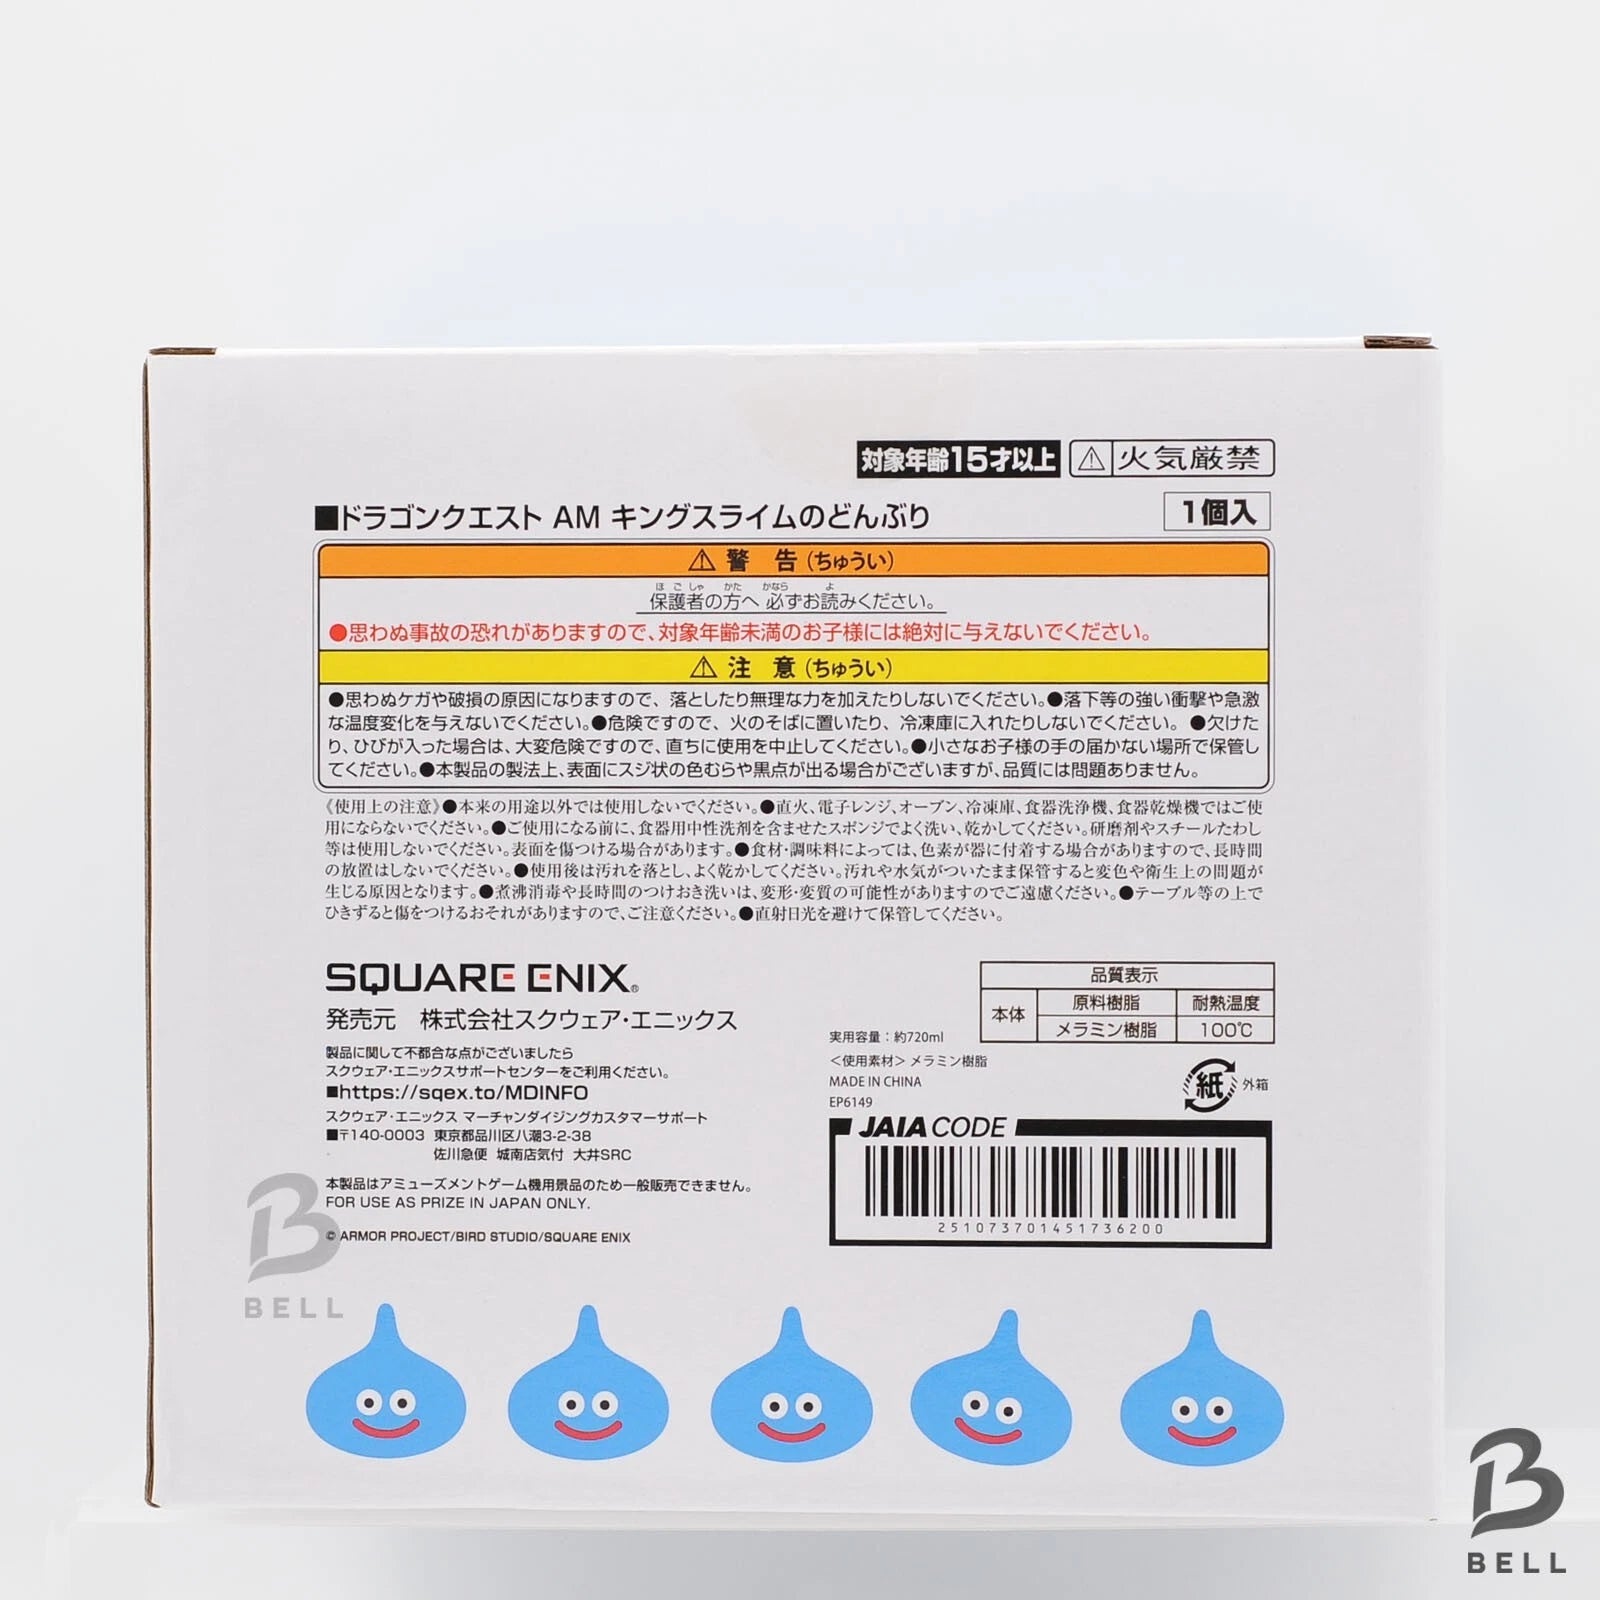 対象年齢15才以上
⚠火気厳禁
■ドラゴンクエスト AM キングスライムのどんぶり
1個入
⚠ 警 告 (ちゅうい)
ほごしゃ かた かなら よ
保護者の方へ 必ずお読みください。
●思わぬ事故の恐れがありますので、対象年齢未満のお子様には絶対に与えないでください。
⚠ 注 意 (ちゅうい)
●思わぬケガや破損の原因になりますので、落としたり無理な力を加えたりしないでください。●落下等の強い衝撃や急激
な温度変化を与えないでください。●危険ですので、火のそばに置いたり、冷凍庫に入れたりしないでください。●欠けた
り、ひびが入った場合は、大変危険ですので、直ちに使用を中止してください。●小さなお子様の手の届かない場所で保管し
てください。●本製品の製法上、表面にスジ状の色むらや黒点が出る場合がございますが、品質には問題ありません。
《使用上の注意》●本来の用途以外では使用しないでください。●直火、電子レンジ、オーブン、冷凍庫、食器洗浄機、食器乾燥機ではご使
用にならないでください。●ご使用になる前に、食器用中性洗剤を含ませたスポンジでよく洗い、乾かしてください。研磨剤やスチールたわし
等は使用しないでください。表面を傷つける場合があります。●食材・調味料によっては、色素が器に付着する場合がありますので、長時間
の放置はしないでください。●使用後は汚れを落とし、よく乾かしてください。汚れや水気がついたまま保管すると変色や衛生上の問題が
生じる原因となります。●煮沸消毒や長時間のつけおき洗いは、変形・変質の可能性がありますのでご遠慮ください。●テーブル等の上で
ひきずると傷をつけるおそれがありますので、ご注意ください。●直射日光を避けて保管してください。
SQUARE ENIX®
発売元 株式会社スクウェア・エニックス
製品に関して不都合な点がございましたら
スクウェア・エニックスサポートセンターをご利用ください。
■https://sqex.to/MDINFO
スクウェア・エニックス マーチャンダイジングカスタマーサポート
■〒140-0003 東京都品川区八潮3-2-38
佐川急便 城南店気付 大井SRC
本製品はアミューズメントゲーム機用景品のため一般販売できません。
FOR USE AS PRIZE IN JAPAN ONLY.
© ARMOR PROJECT/BIRD STUDIO/SQUARE ENIX
品質表示
本体 原料樹脂 耐熱温度
メラミン樹脂 100℃
実用容量：約720ml
<使用素材> メラミン樹脂
MADE IN CHINA
EP6149
紙 外箱
JAIA CODE
251073701451736200
B
BELL
B
BELL